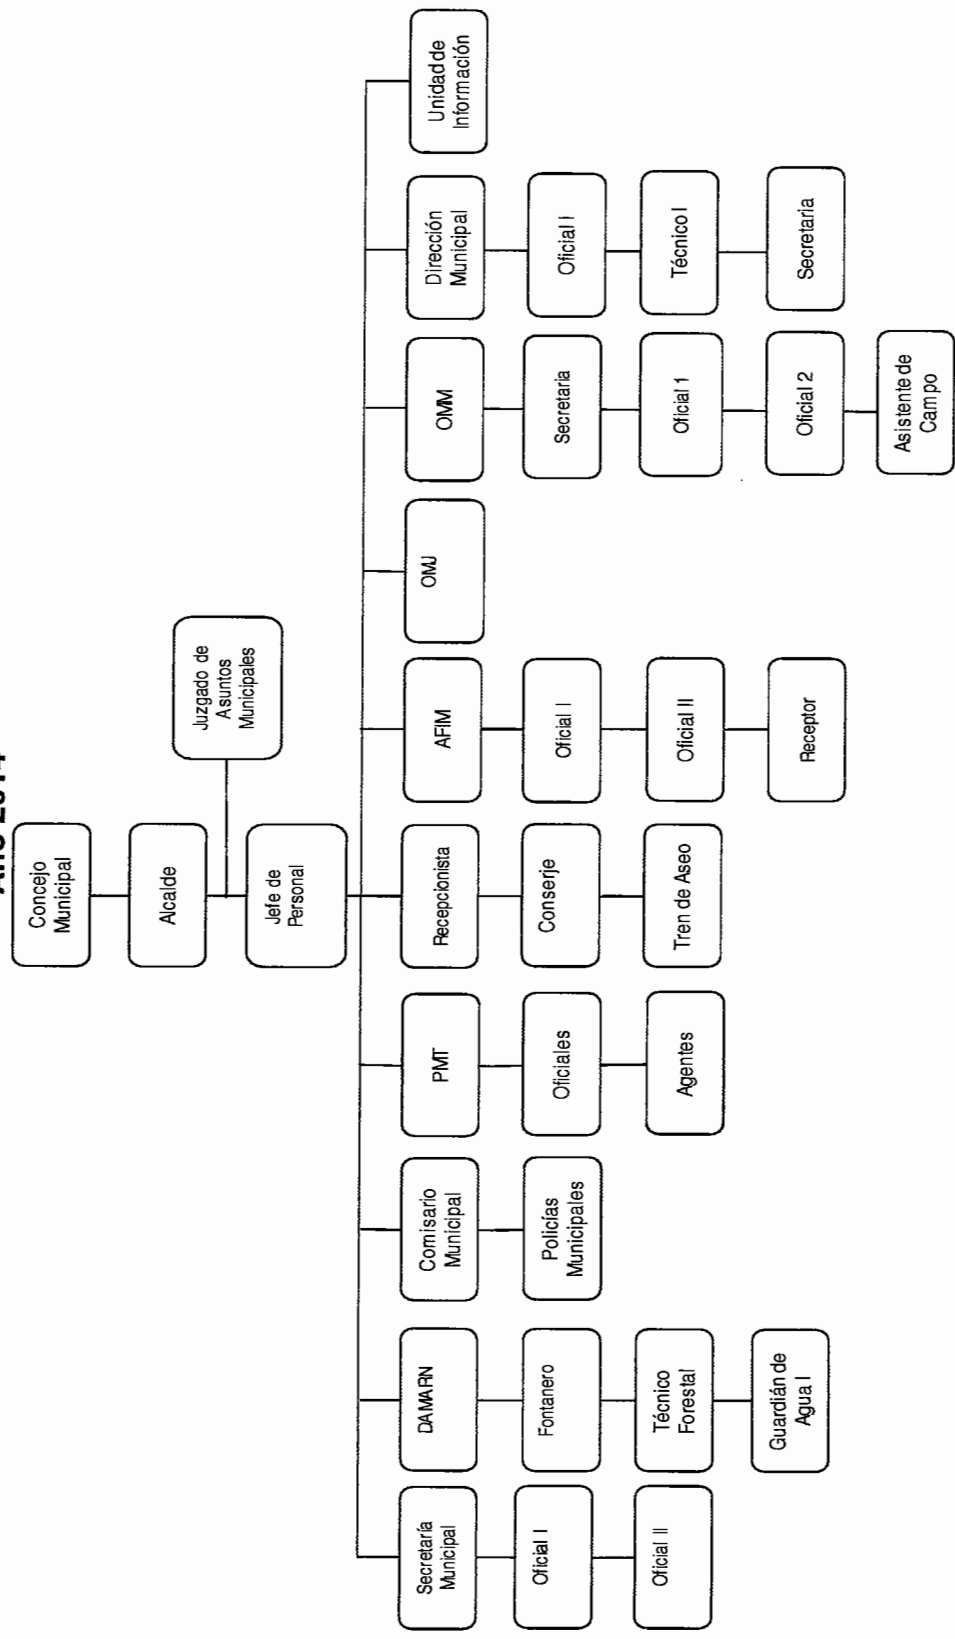 Año 2014
Concejo
Municipal
Alcalde
Juzgado de
Asuntos
Municipales
Jefe de
Personal
Secretaría
Municipal
Oficial I
Oficial II
DAMARN
Fontanero
Técnico
Forestal
Guardián de
Agua I
Comisario
Municipal
Policías
Municipales
PMT
Oficiales
Agentes
Recepcionista
Conserje
Tren de Aseo
AFIM
Oficial I
Oficial II
Receptor
OMJ
OMM
Secretaria
Oficial 1
Oficial 2
Asistente de
Campo
Dirección
Municipal
Oficial I
Técnico I
Secretaria
Unidad de
Información